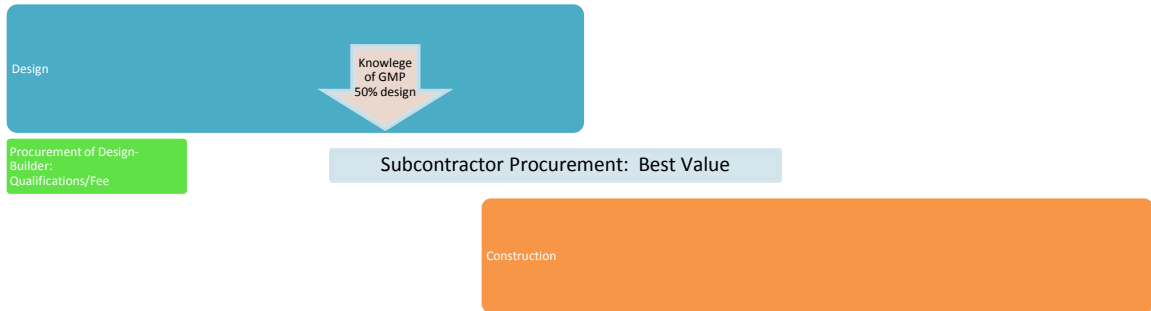 Design
Knowlege
of GMP
50% design
Procurement of Design-
Builder:
Qualifications/Fee
Subcontractor Procurement:  Best Value
Construction